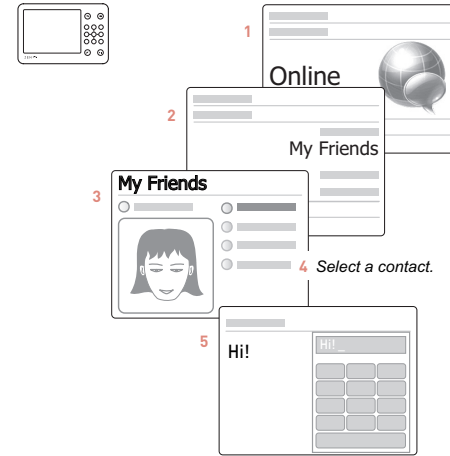 1
Online
2
My Friends
3
My Friends
4 Select a contact.
5
Hi!
Hi!_